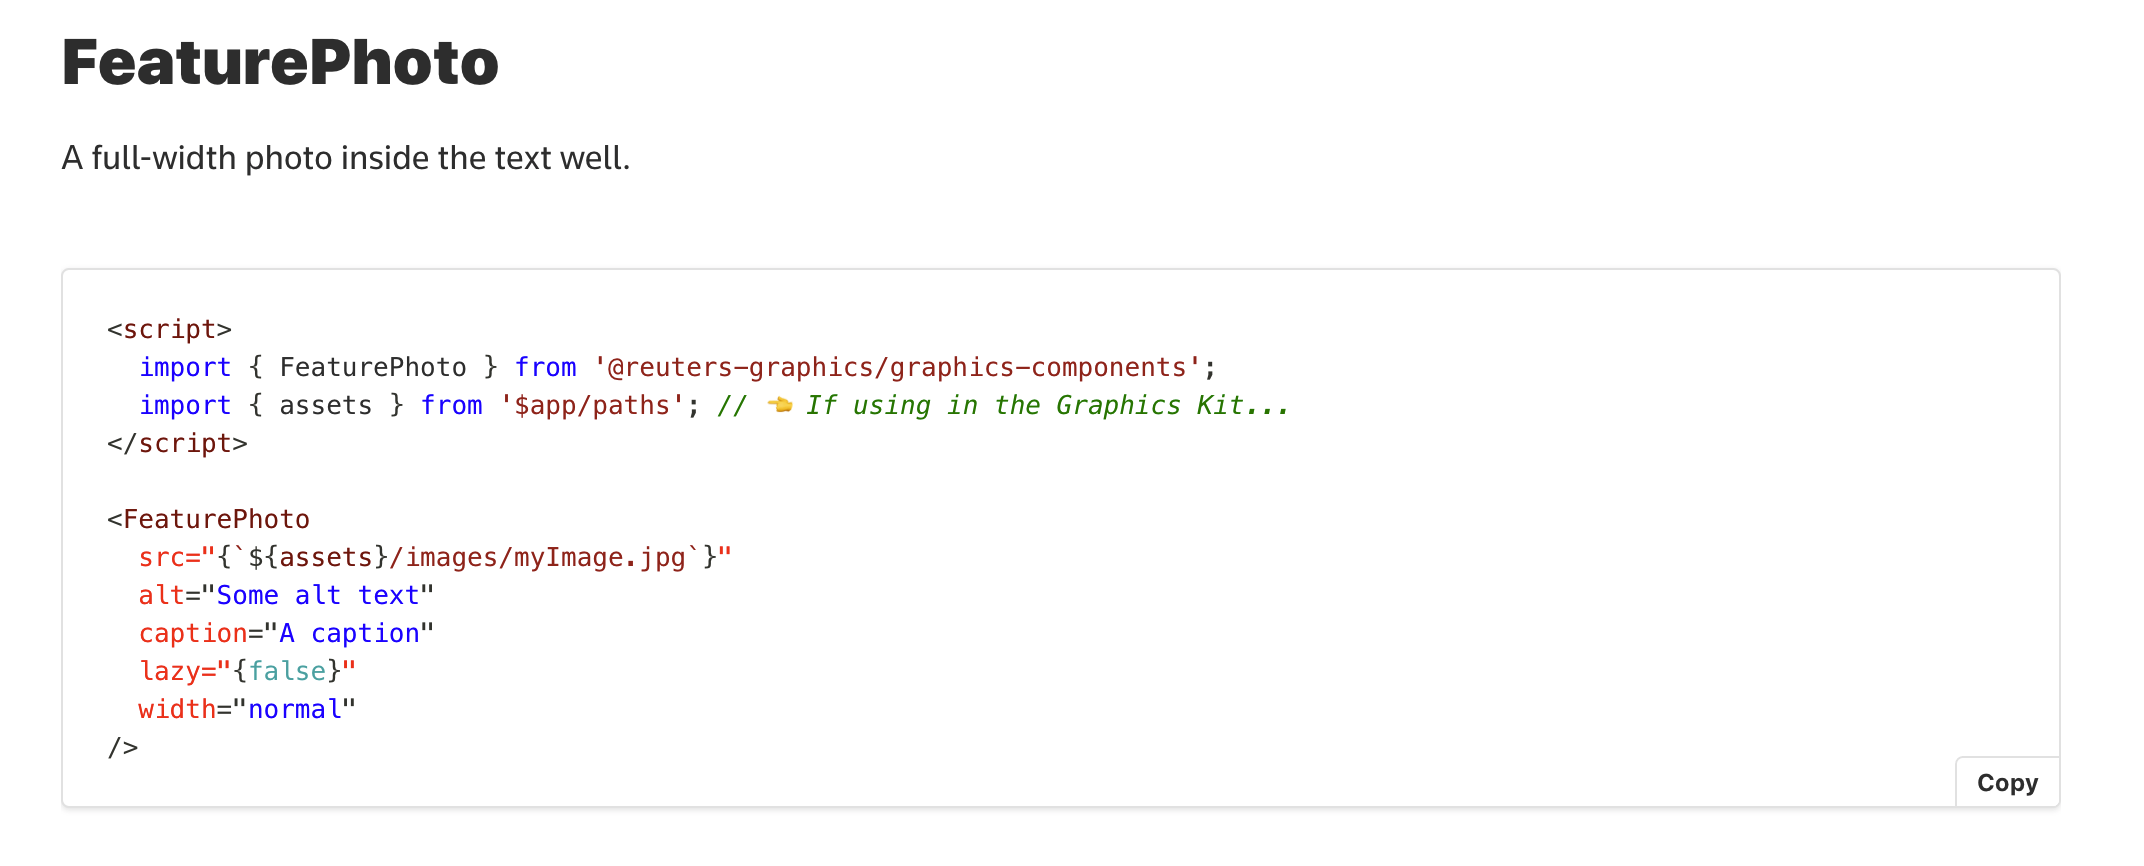 FeaturePhoto
A full-width photo inside the text well.
<script>
  import { FeaturePhoto } from '@reuters-graphics/graphics-components';
  import { assets } from '$app/paths'; // 👈 If using in the Graphics Kit...
</script>

<FeaturePhoto
  src="{`${assets}/images/myImage.jpg`}"
  alt="Some alt text"
  caption="A caption"
  lazy="{false}"
  width="normal"
/>
Copy